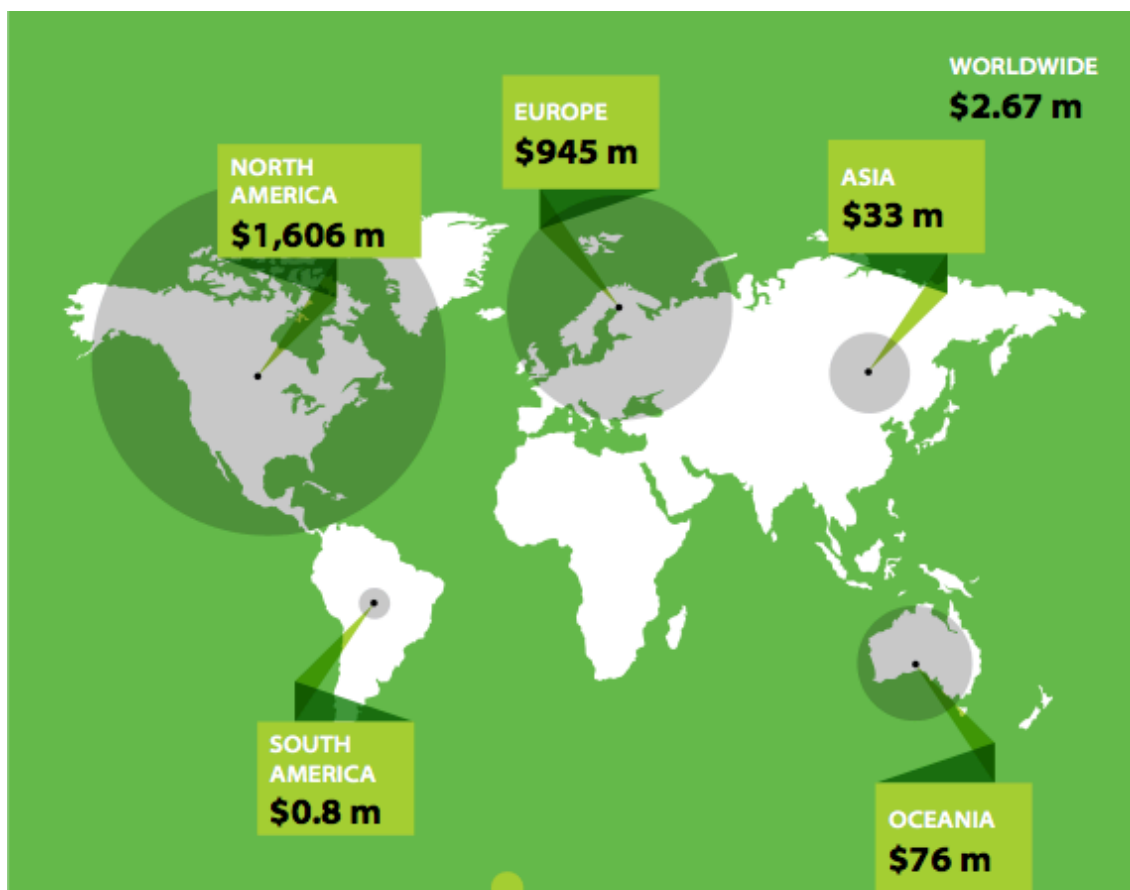 WORLDWIDE
$2.67 m
EUROPE
$945 m
NORTH
AMERICA
$1,606 m
ASIA
$33 m
SOUTH
AMERICA
$0.8 m
OCEANIA
$76 m